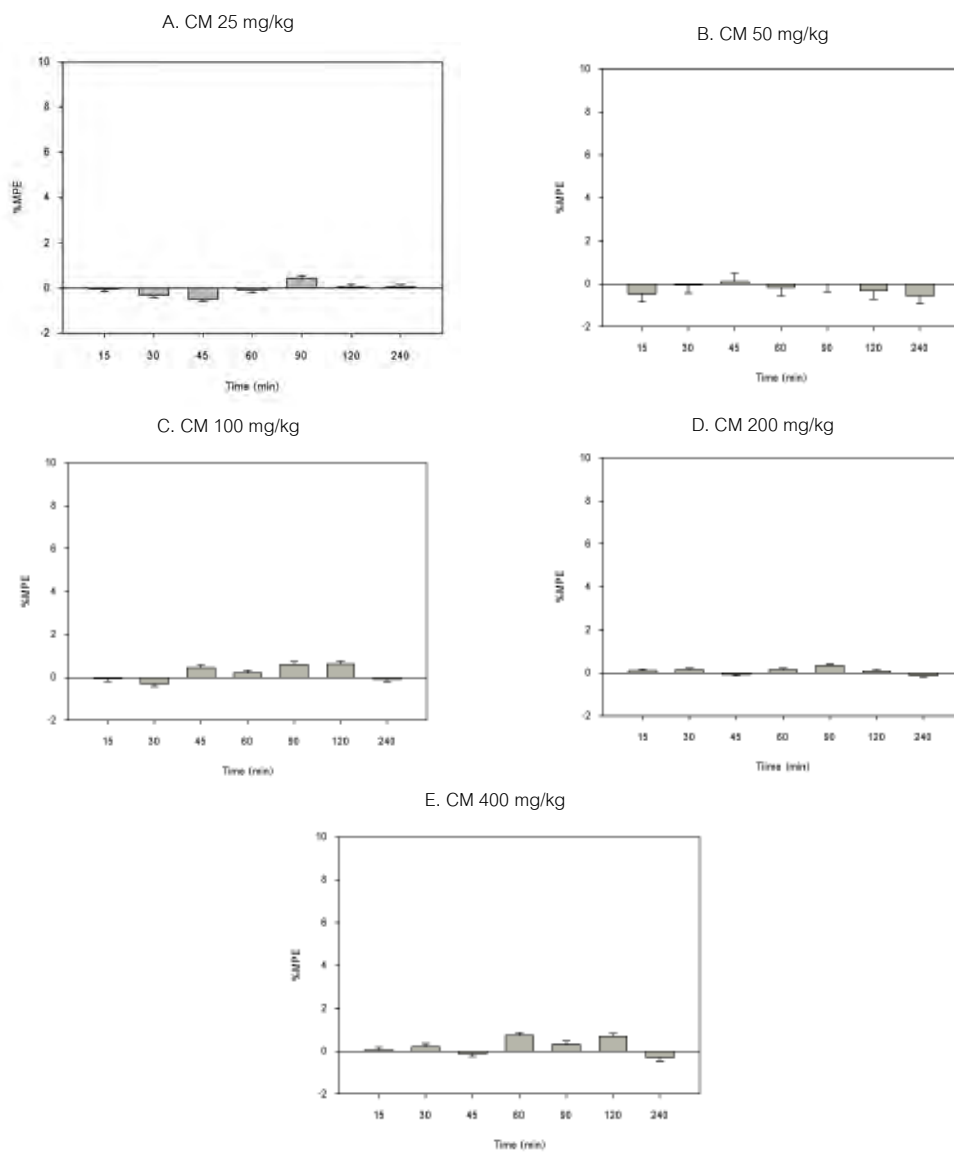 A. CM 25 mg/kg
10
8
6
4
2
0
-2
%MPE
15 30 45 60 90 120 240
Time (min)
B. CM 50 mg/kg
10
8
6
4
2
0
-2
%MPE
15 30 45 60 90 120 240
Time (min)
C. CM 100 mg/kg
10
8
6
4
2
0
-2
%MPE
15 30 45 60 90 120 240
Time (min)
D. CM 200 mg/kg
10
8
6
4
2
0
-2
%MPE
15 30 45 60 90 120 240
Time (min)
E. CM 400 mg/kg
10
8
6
4
2
0
-2
%MPE
15 30 45 60 90 120 240
Time (min)